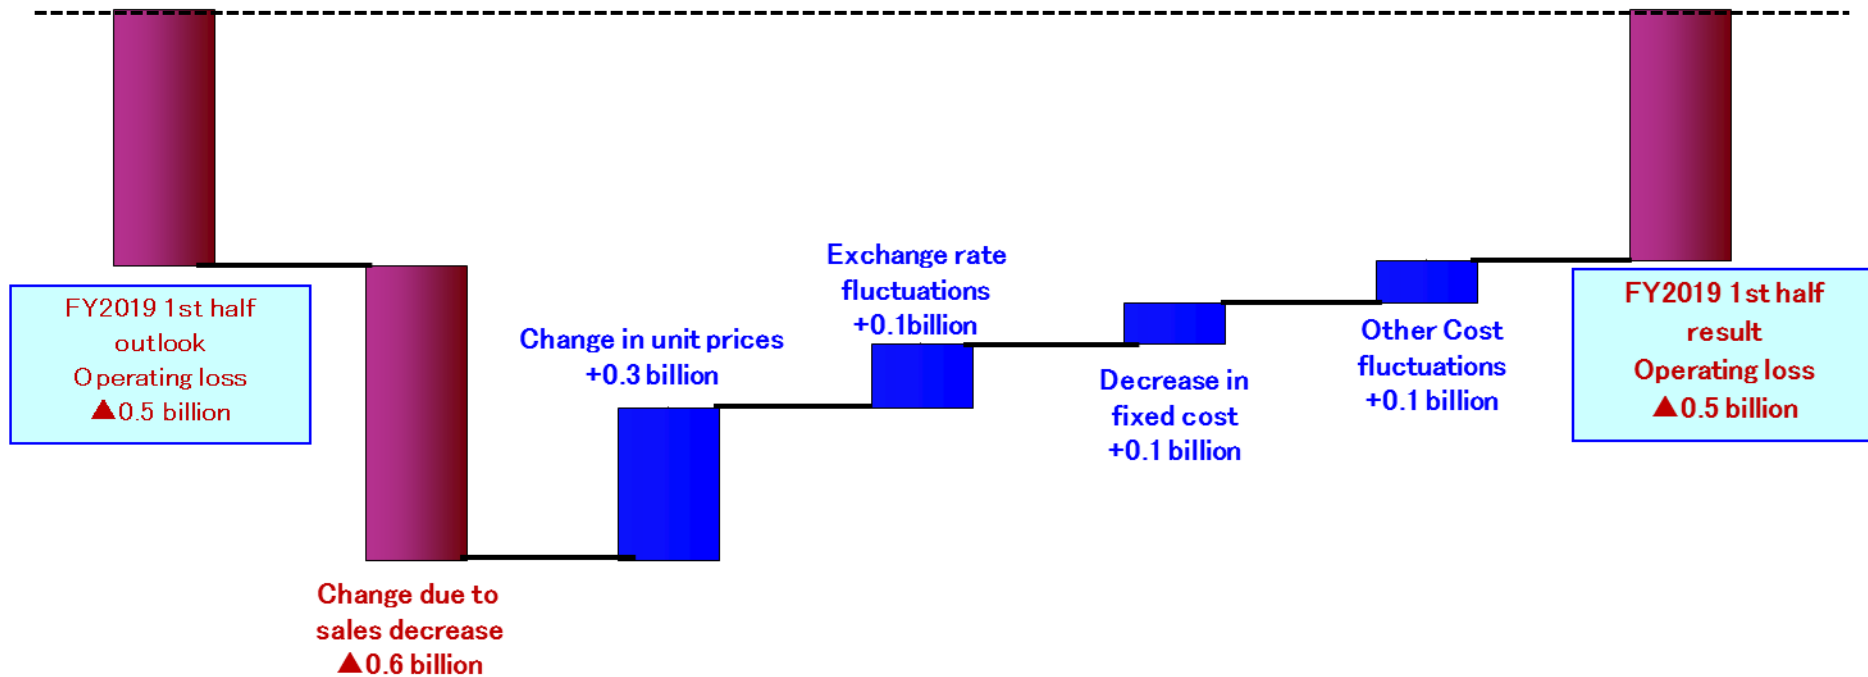 FY2019 1st half
outlook
Operating loss
▲0.5 billion
Change due to
sales decrease
▲0.6 billion
Change in unit prices
+0.3 billion
Exchange rate
fluctuations
+0.1billion
Decrease in
fixed cost
+0.1 billion
Other Cost
fluctuations
+0.1 billion
FY2019 1st half
result
Operating loss
▲0.5 billion